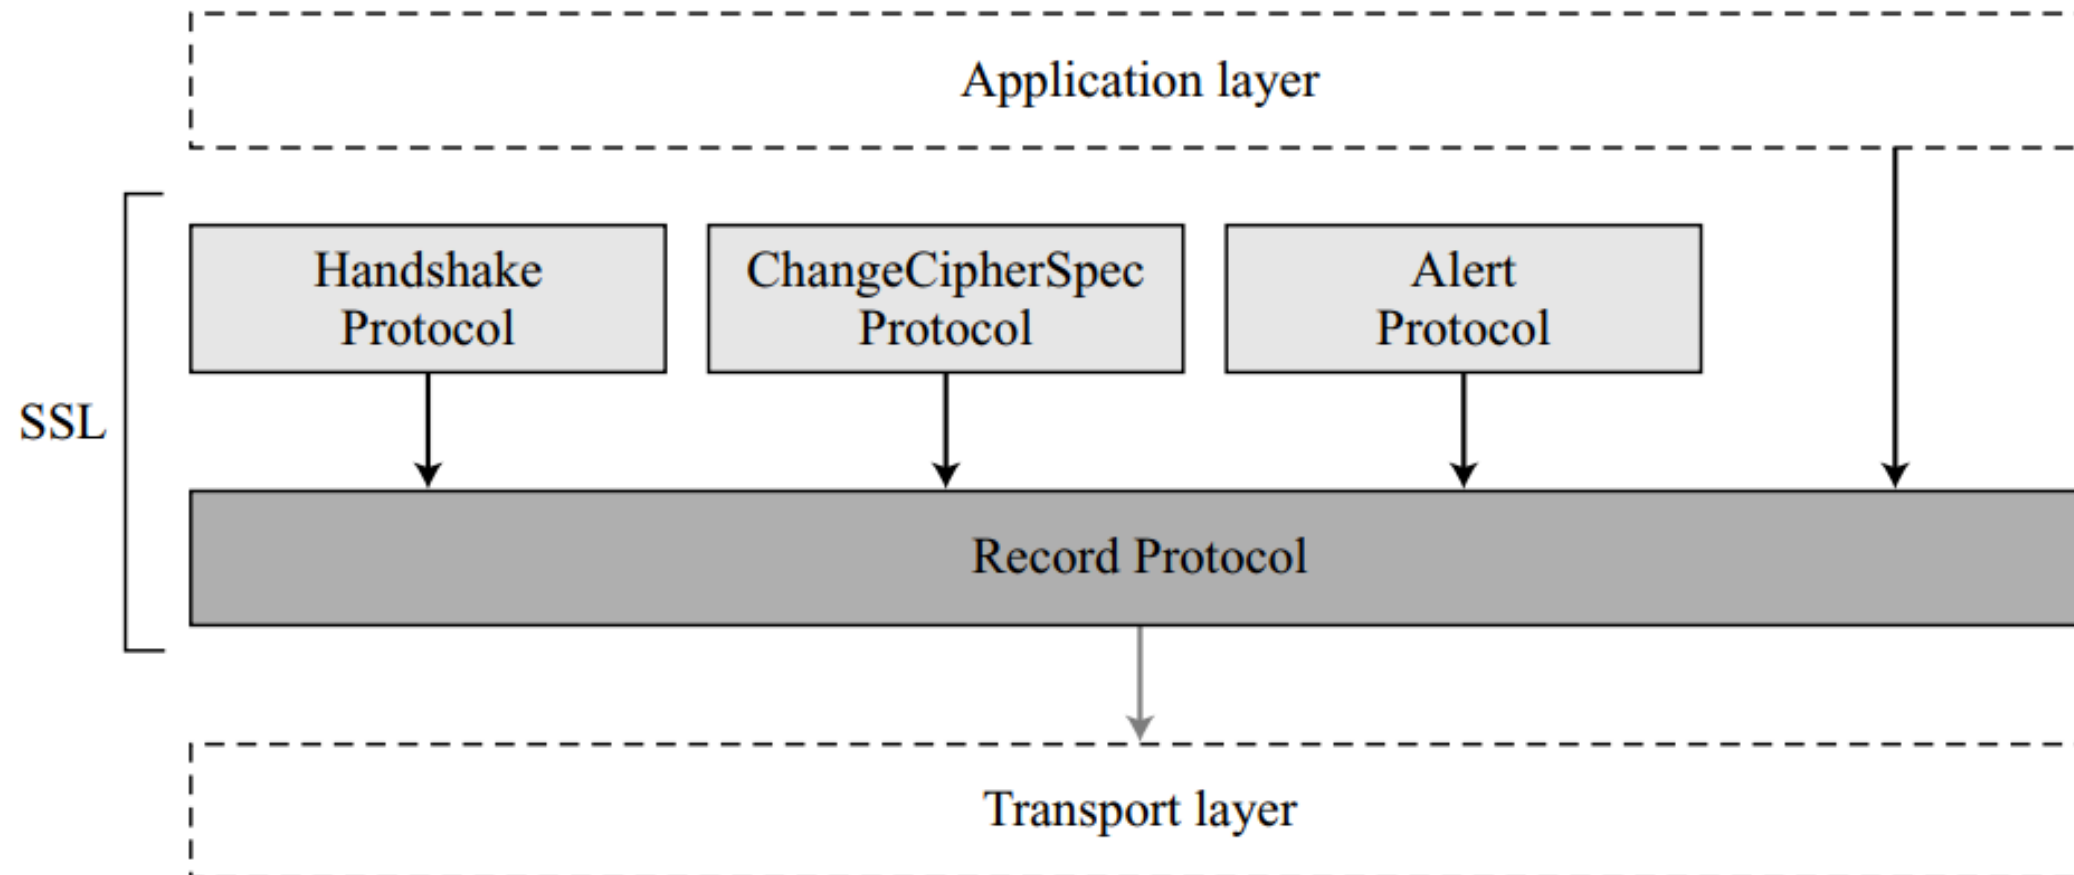 Application layer
Handshake
Protocol
ChangeCipherSpec
Protocol
Alert
Protocol
SSL
Record Protocol
Transport layer